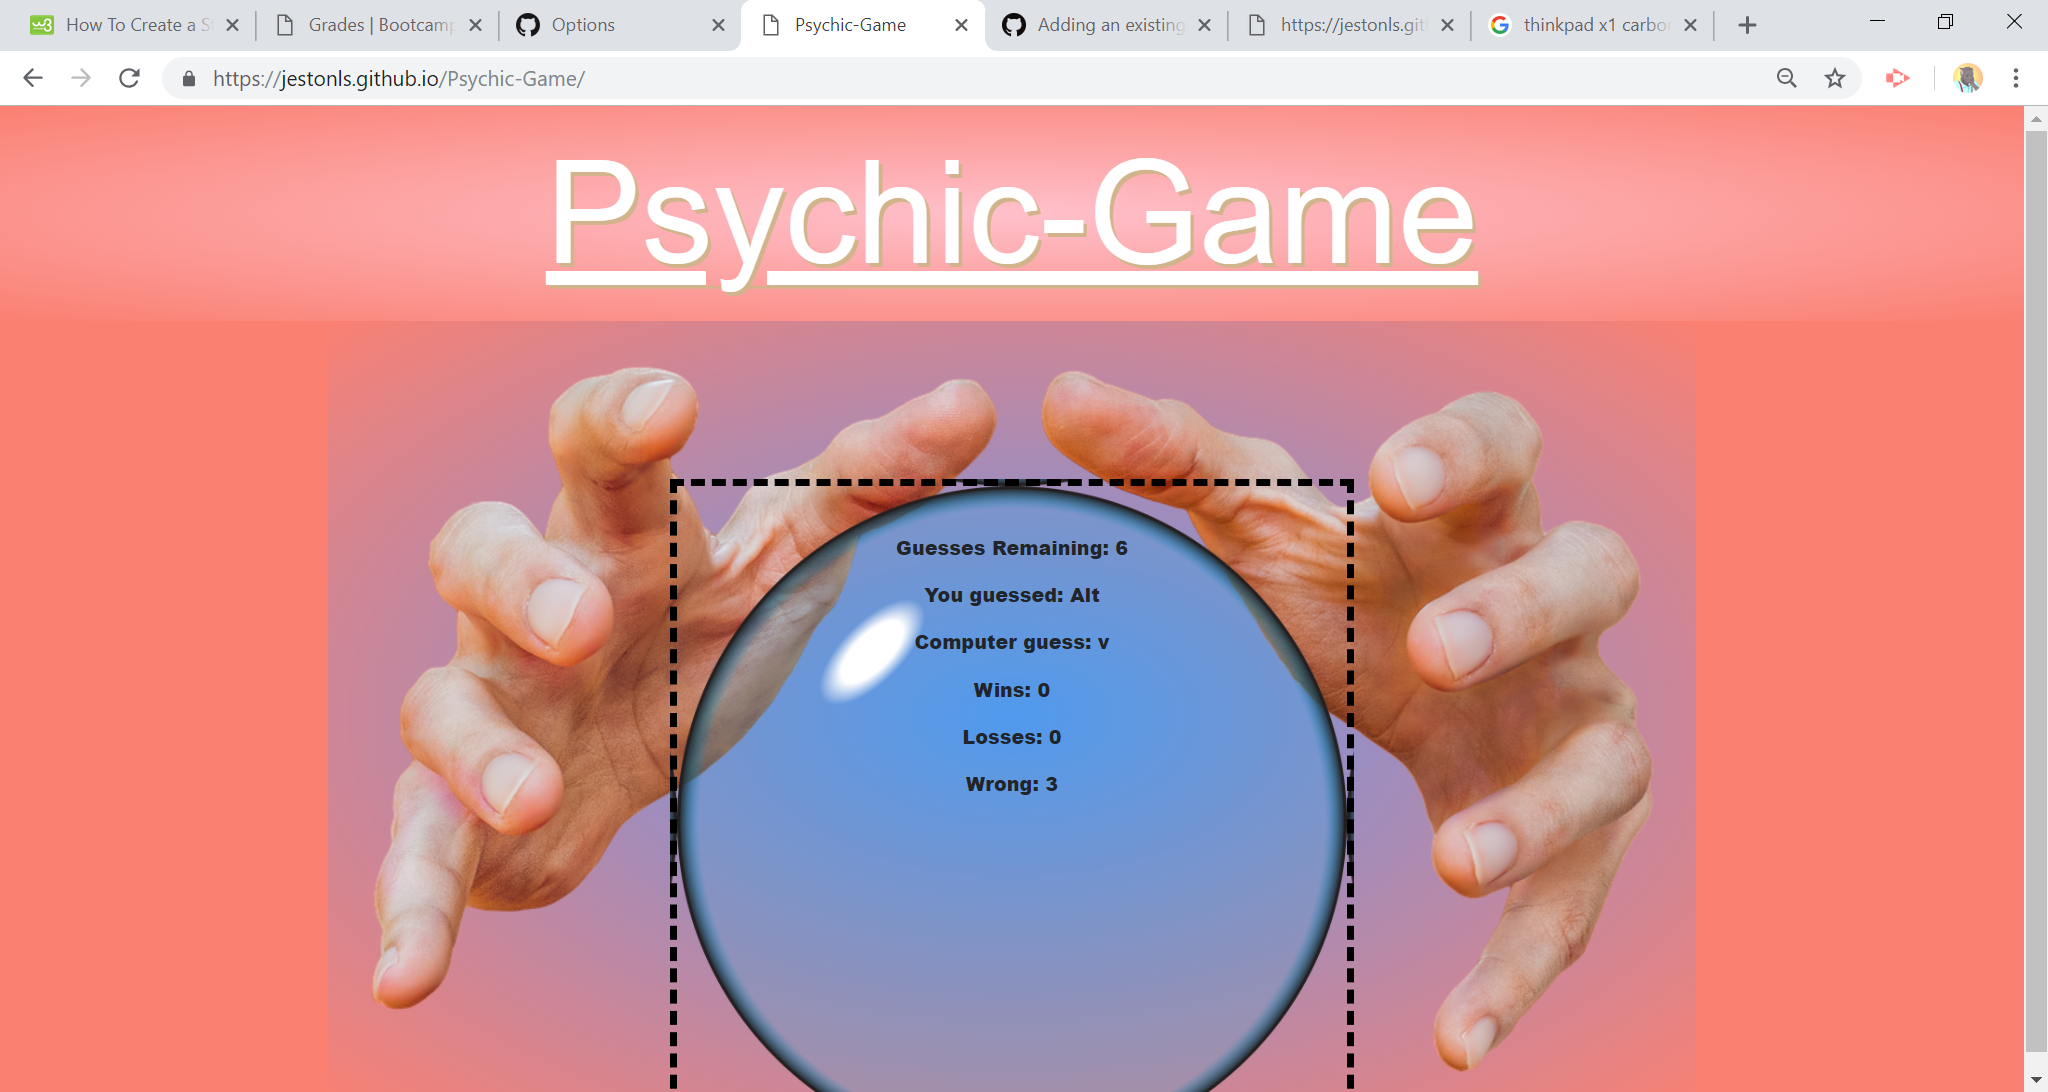 How To Create a S
Grades | Bootcamp
Options
Psychic-Game
Adding an existing
https://jestonls.gith
thinkpad x1 carbo
https://jestonls.github.io/Psychic-Game/
Psychic-Game
Guesses Remaining: 6
You guessed: Alt
Computer guess: v
Wins: 0
Losses: 0
Wrong: 3